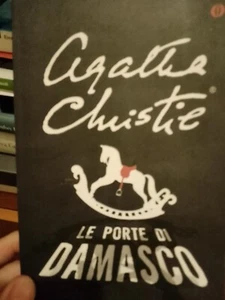 Agatha
Christie®
LE PORTE DI
DAMASCO